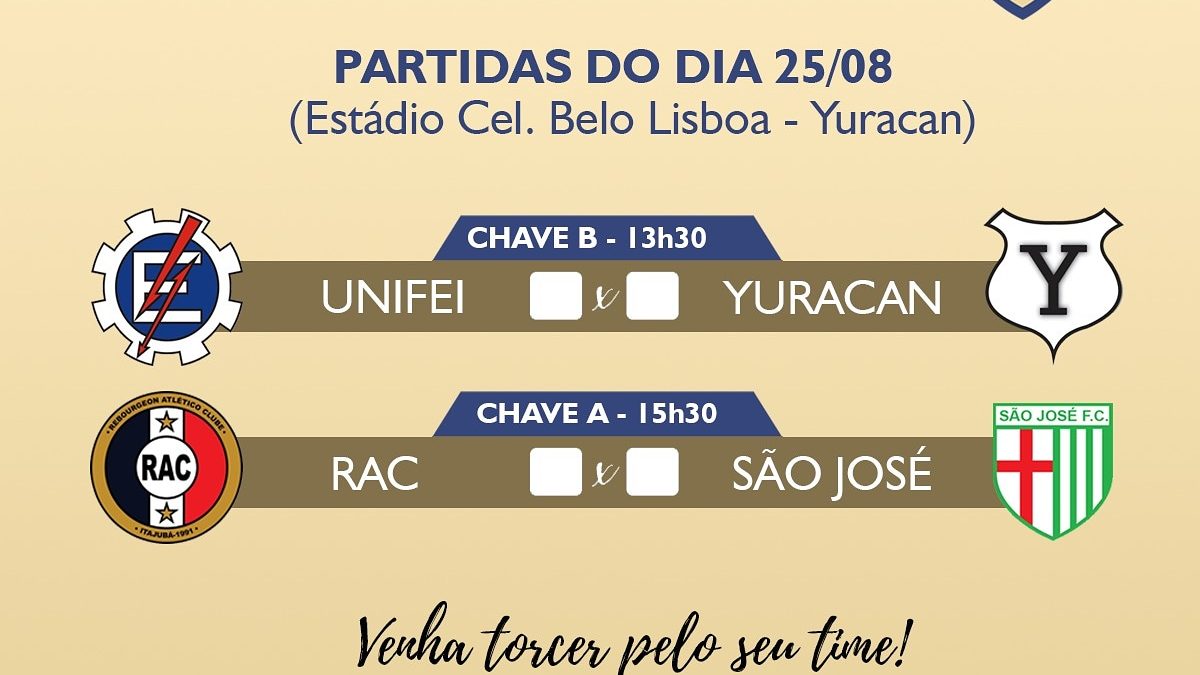 PARTIDAS DO DIA 25/08
(Estádio Cel. Belo Lisboa - Yuracan)
CHAVE B - 13h30
E
UNIFEI x YURACAN
Y
CHAVE A - 15h30
REBOURGEON ATLÉTICO CLUBE
RAC
ITAJUBÁ-1991
RAC x SÃO JOSÉ
SÃO JOSÉ F.C.
Venha torcer pelo seu time!